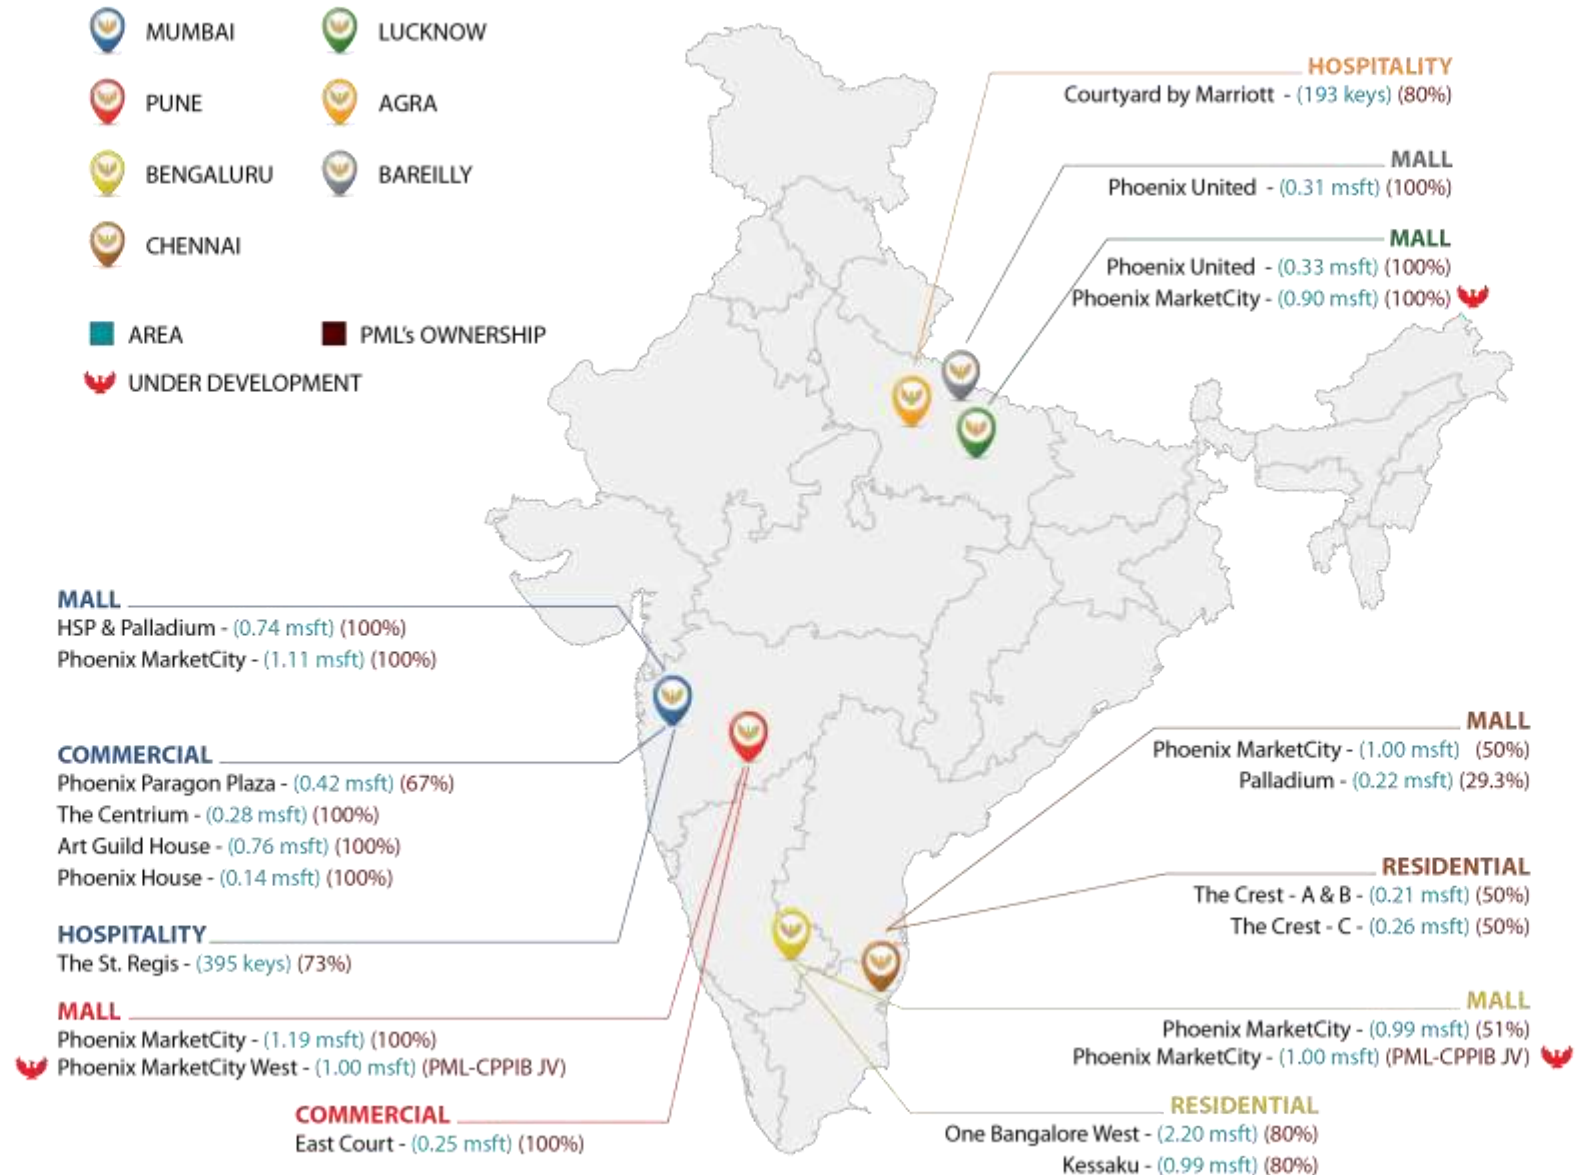 MUMBAI
LUCKNOW
PUNE
AGRA
BENGALURU
BAREILLY
CHENNAI
AREA
PML's OWNERSHIP
UNDER DEVELOPMENT
HOSPITALITY
Courtyard by Marriott - (193 keys) (80%)
MALL
Phoenix United - (0.31 msft) (100%)
MALL
Phoenix United - (0.33 msft) (100%)
Phoenix MarketCity - (0.90 msft) (100%)
MALL
HSP & Palladium - (0.74 msft) (100%)
Phoenix MarketCity - (1.11 msft) (100%)
COMMERCIAL
Phoenix Paragon Plaza - (0.42 msft) (67%)
The Centrium - (0.28 msft) (100%)
Art Guild House - (0.76 msft) (100%)
Phoenix House - (0.14 msft) (100%)
HOSPITALITY
The St. Regis - (395 keys) (73%)
MALL
Phoenix MarketCity - (1.19 msft) (100%)
Phoenix MarketCity West - (1.00 msft) (PML-CPPIB JV)
COMMERCIAL
East Court - (0.25 msft) (100%)
MALL
Phoenix MarketCity - (1.00 msft) (50%)
Palladium - (0.22 msft) (29.3%)
RESIDENTIAL
The Crest - A & B - (0.21 msft) (50%)
The Crest - C - (0.26 msft) (50%)
MALL
Phoenix MarketCity - (0.99 msft) (51%)
Phoenix MarketCity - (1.00 msft) (PML-CPPIB JV)
RESIDENTIAL
One Bangalore West - (2.20 msft) (80%)
Kessaku - (0.99 msft) (80%)